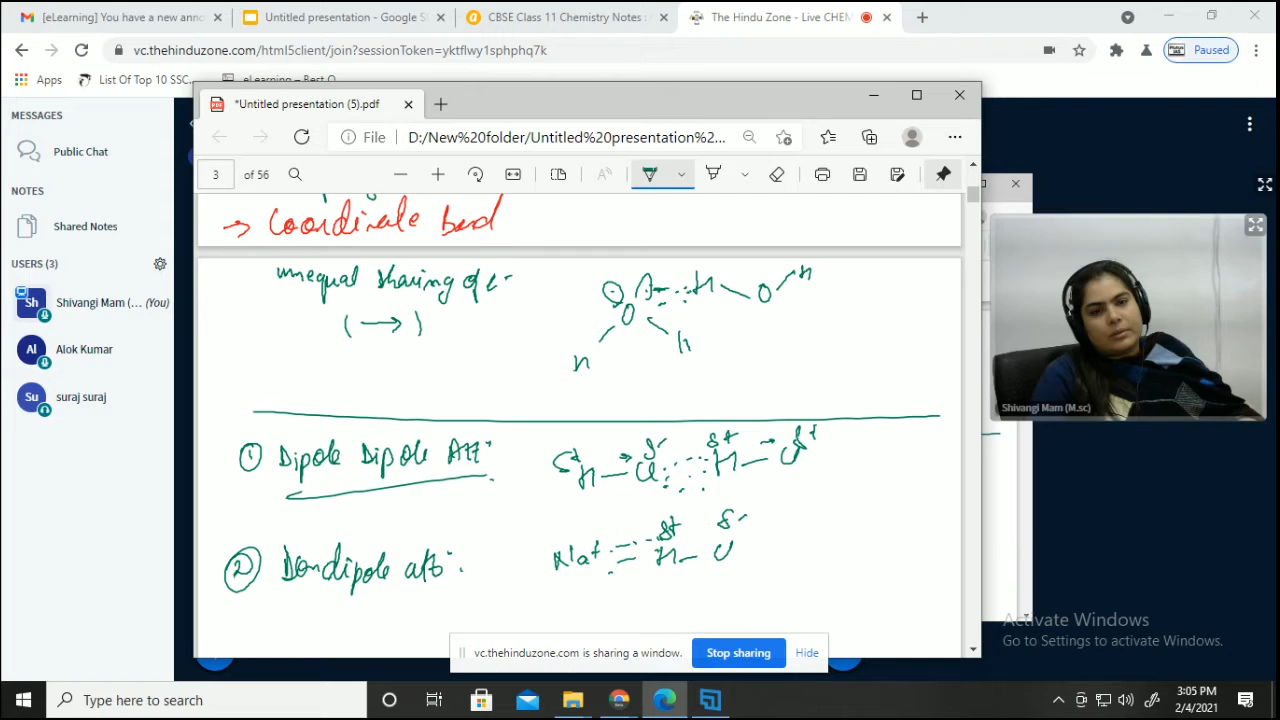 [eLearning] You have a new anno
Untitled presentation - Google S
CBSE Class 11 Chemistry Notes :
The Hindu Zone - Live CHEM
vc.thehinduzone.com/html5client/join?sessionToken=yktflwy1sphphq7k
Paused
Apps
List Of Top 10 SSC...
eLearning – Best O
MESSAGES
Public Chat
NOTES
Shared Notes
USERS (3)
Sh Shivangi Mam (... (You)
Al Alok Kumar
Su suraj suraj
*Untitled presentation (5).pdf
File D:/New%20folder/Untitled%20presentation%2...
3 of 56
→ Coordinate bond
unequal sharing of e-
( → )
H O H
O
H H
① Dipole Dipole Att:
δ+ H — Cl δ- δ+ H — Cl
②
Na+ δ+ H - Cl δ-
Shivangi Mam (M.sc)
Activate Windows
Go to Settings to activate Windows.
vc.thehinduzone.com is sharing a window.
Stop sharing
Hide
Type here to search
3:05 PM
2/4/2021